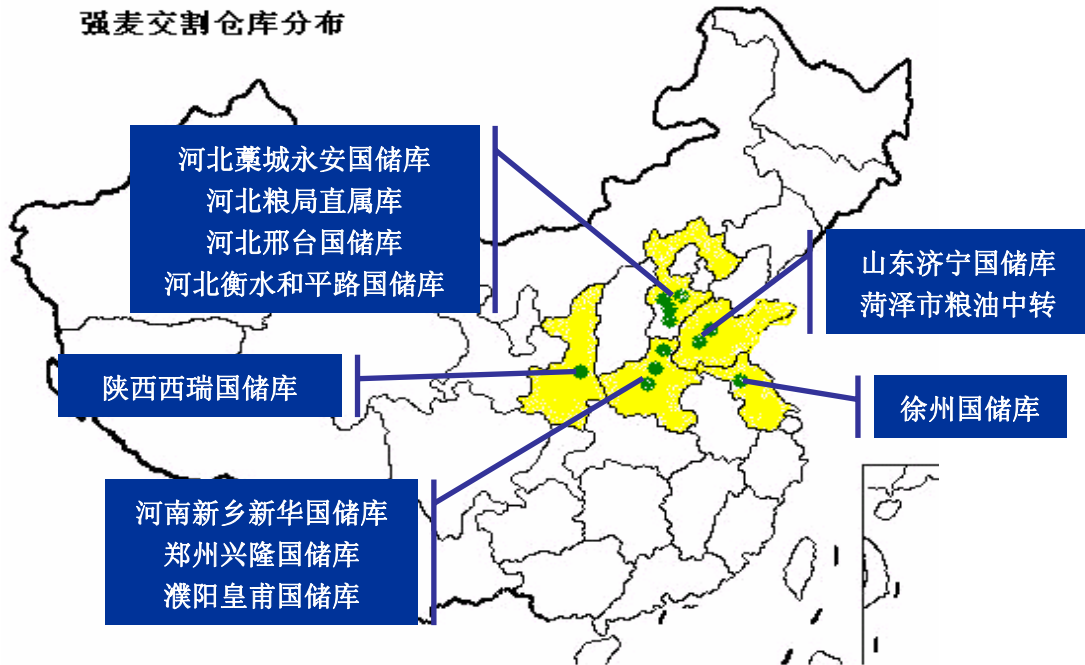 强麦交割仓库分布
河北藁城永安国储库
河北粮局直属库
河北邢台国储库
河北衡水和平路国储库
山东济宁国储库
菏泽市粮油中转
陕西西瑞国储库
徐州国储库
河南新乡新华国储库
郑州兴隆国储库
濮阳皇甫国储库